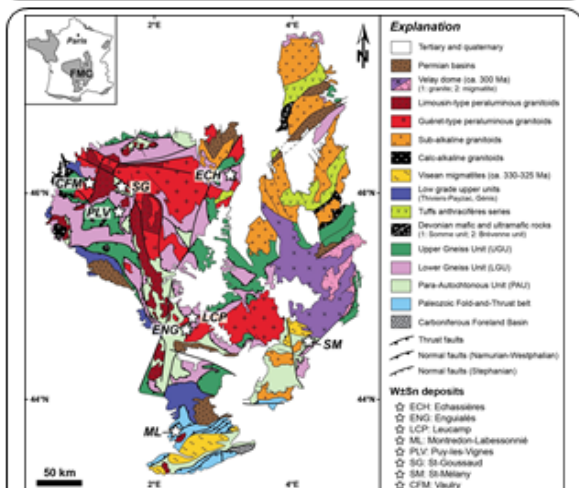 Paris
FMC
2°E
4°E
N
46°N
46°N
44°N
44°N
CFM
SG
ECH
PLV
LCP
ENG
SM
ML
50 km
2°E
4°E
Explanation
Tertiary and quaternary
Permian basins
Velay dome (ca. 300 Ma)
(1: granite; 2: migmatite)
Limousin-type peraluminous granitoids
Guéret-type peraluminous granitoids
Sub-alkaline granitoids
Calc-alkaline granitoids
Visean migmatites (ca. 330-325 Ma)
Low grade upper units
(Thiviers-Payzac, Génis)
Tuffs anthracifères series
Devonian mafic and ultramafic rocks
(1: Somme unit; 2: Brévenne unit)
Upper Gneiss Unit (UGU)
Lower Gneiss Unit (LGU)
Para-Autochtonous Unit (PAU)
Paleozoic Fold-and-Thrust belt
Carboniferous Foreland Basin
Thrust faults
Normal faults (Namurian-Westphalian)
Normal faults (Stephanian)
W±Sn deposits
ECH: Echassières
ENG: Enguialès
LCP: Leucamp
ML: Montredon-Labessonnié
PLV: Puy-les-Vignes
SG: St-Goussaud
SM: St-Mélany
CFM: Vaulry